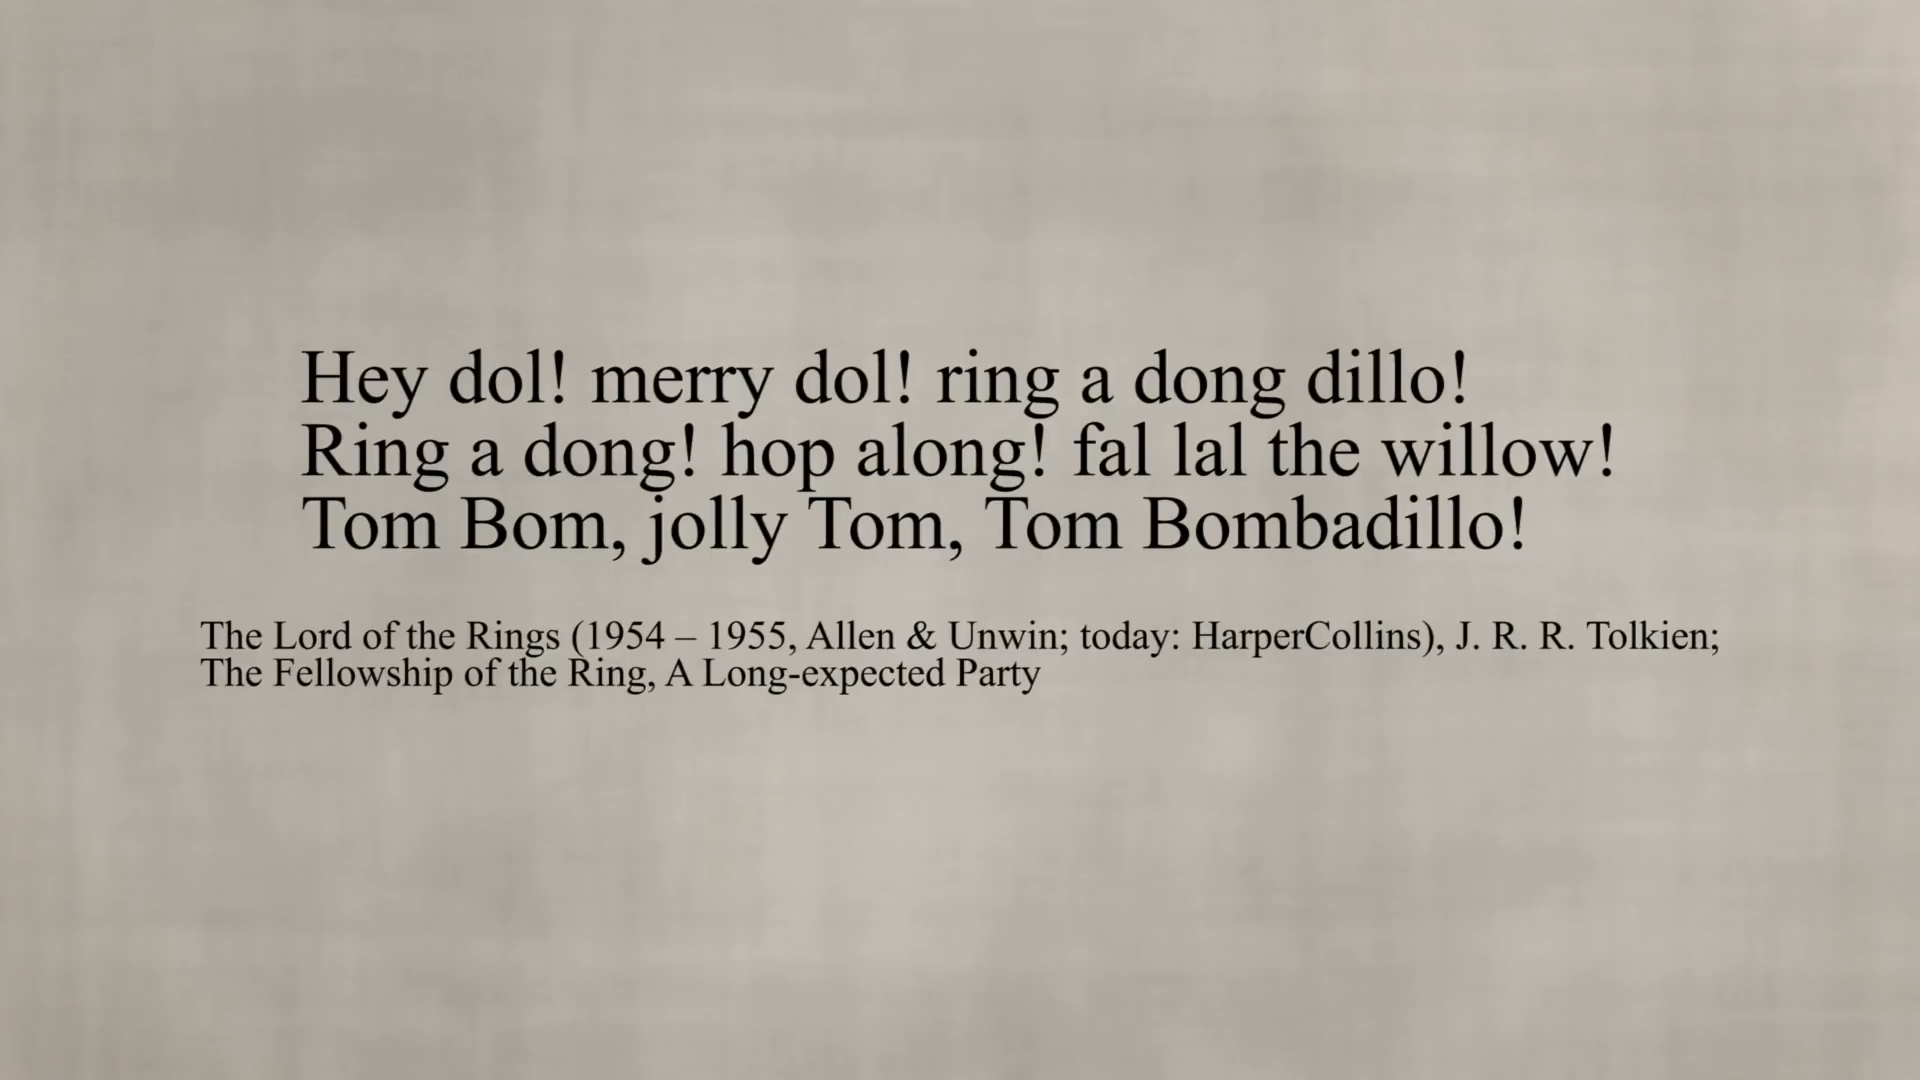 Hey dol! merry dol! ring a dong dillo!
Ring a dong! hop along! fal lal the willow!
Tom Bom, jolly Tom, Tom Bombadillo!
The Lord of the Rings (1954 – 1955, Allen & Unwin; today: HarperCollins), J. R. R. Tolkien;
The Fellowship of the Ring, A Long-expected Party